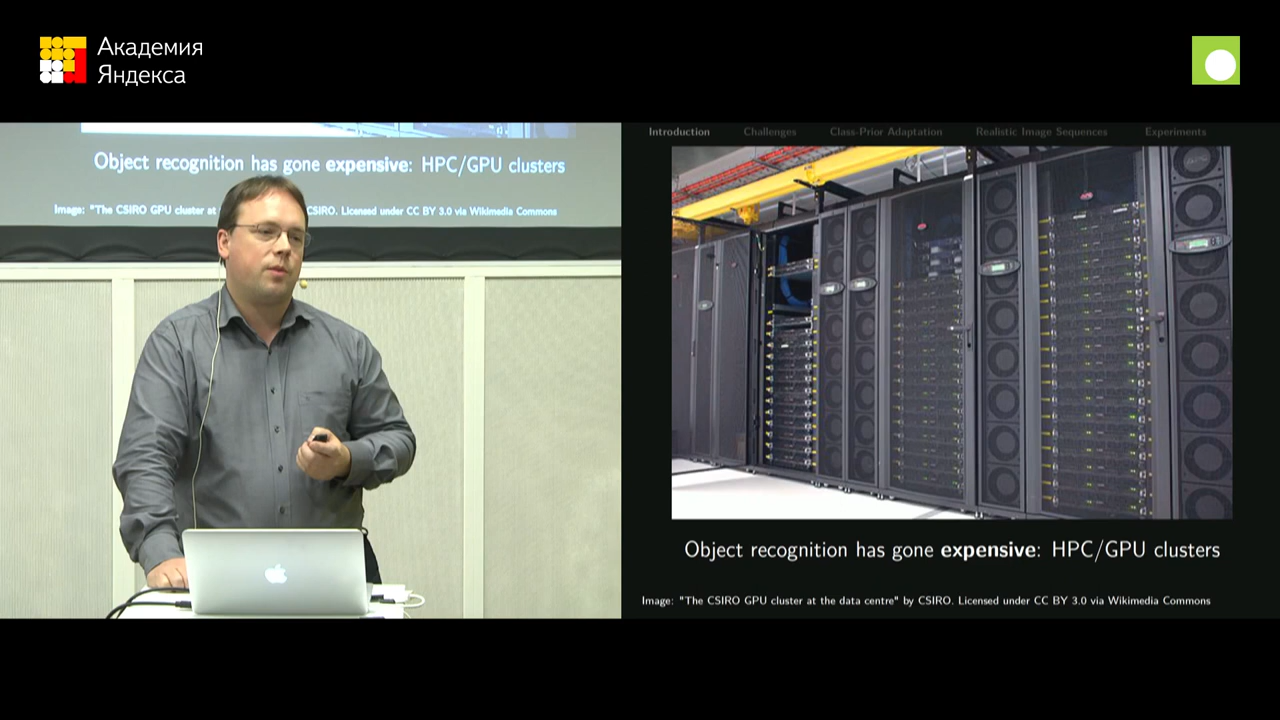 Академия
Яндекса
Object recognition has gone expensive: HPC/GPU clusters
Image: "The CSIRO GPU cluster at
CSIRO. Licensed under CC BY 3.0 via Wikimedia Commons
Introduction Challenges Class-Prior Adaptation Realistic Image Sequences Experiments
Object recognition has gone expensive: HPC/GPU clusters
Image: "The CSIRO GPU cluster at the data centre" by CSIRO. Licensed under CC BY 3.0 via Wikimedia Commons